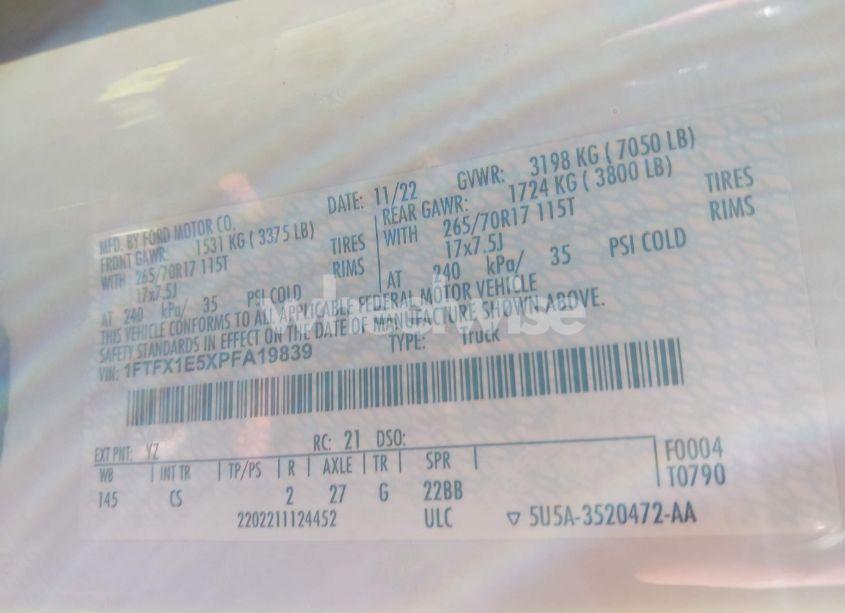 MFD. BY FORD MOTOR CO. DATE: 11/22 GVWR: 3198 KG ( 7050 LB)
FRONT GAWR: 1531 KG ( 3375 LB) REAR GAWR: 1724 KG ( 3800 LB)
WITH 265/70R17 115T TIRES WITH 265/70R17 115T TIRES
17x7.5J RIMS 17x7.5J RIMS
AT 240 kPa/ 35 PSI COLD AT 240 kPa/ 35 PSI COLD
THIS VEHICLE CONFORMS TO ALL APPLICABLE FEDERAL MOTOR VEHICLE
SAFETY STANDARDS IN EFFECT ON THE DATE OF MANUFACTURE SHOWN ABOVE.
VIN: 1FTFX1E5XPFA19839 TYPE: Truck
EXT PNT: YZ RC: 21 DSO:
WB INT TR TP/PS R AXLE TR SPR F0004
145 CS 2 27 G 22BB T0790
2202211124452 ULC 5U5A-3520472-AA